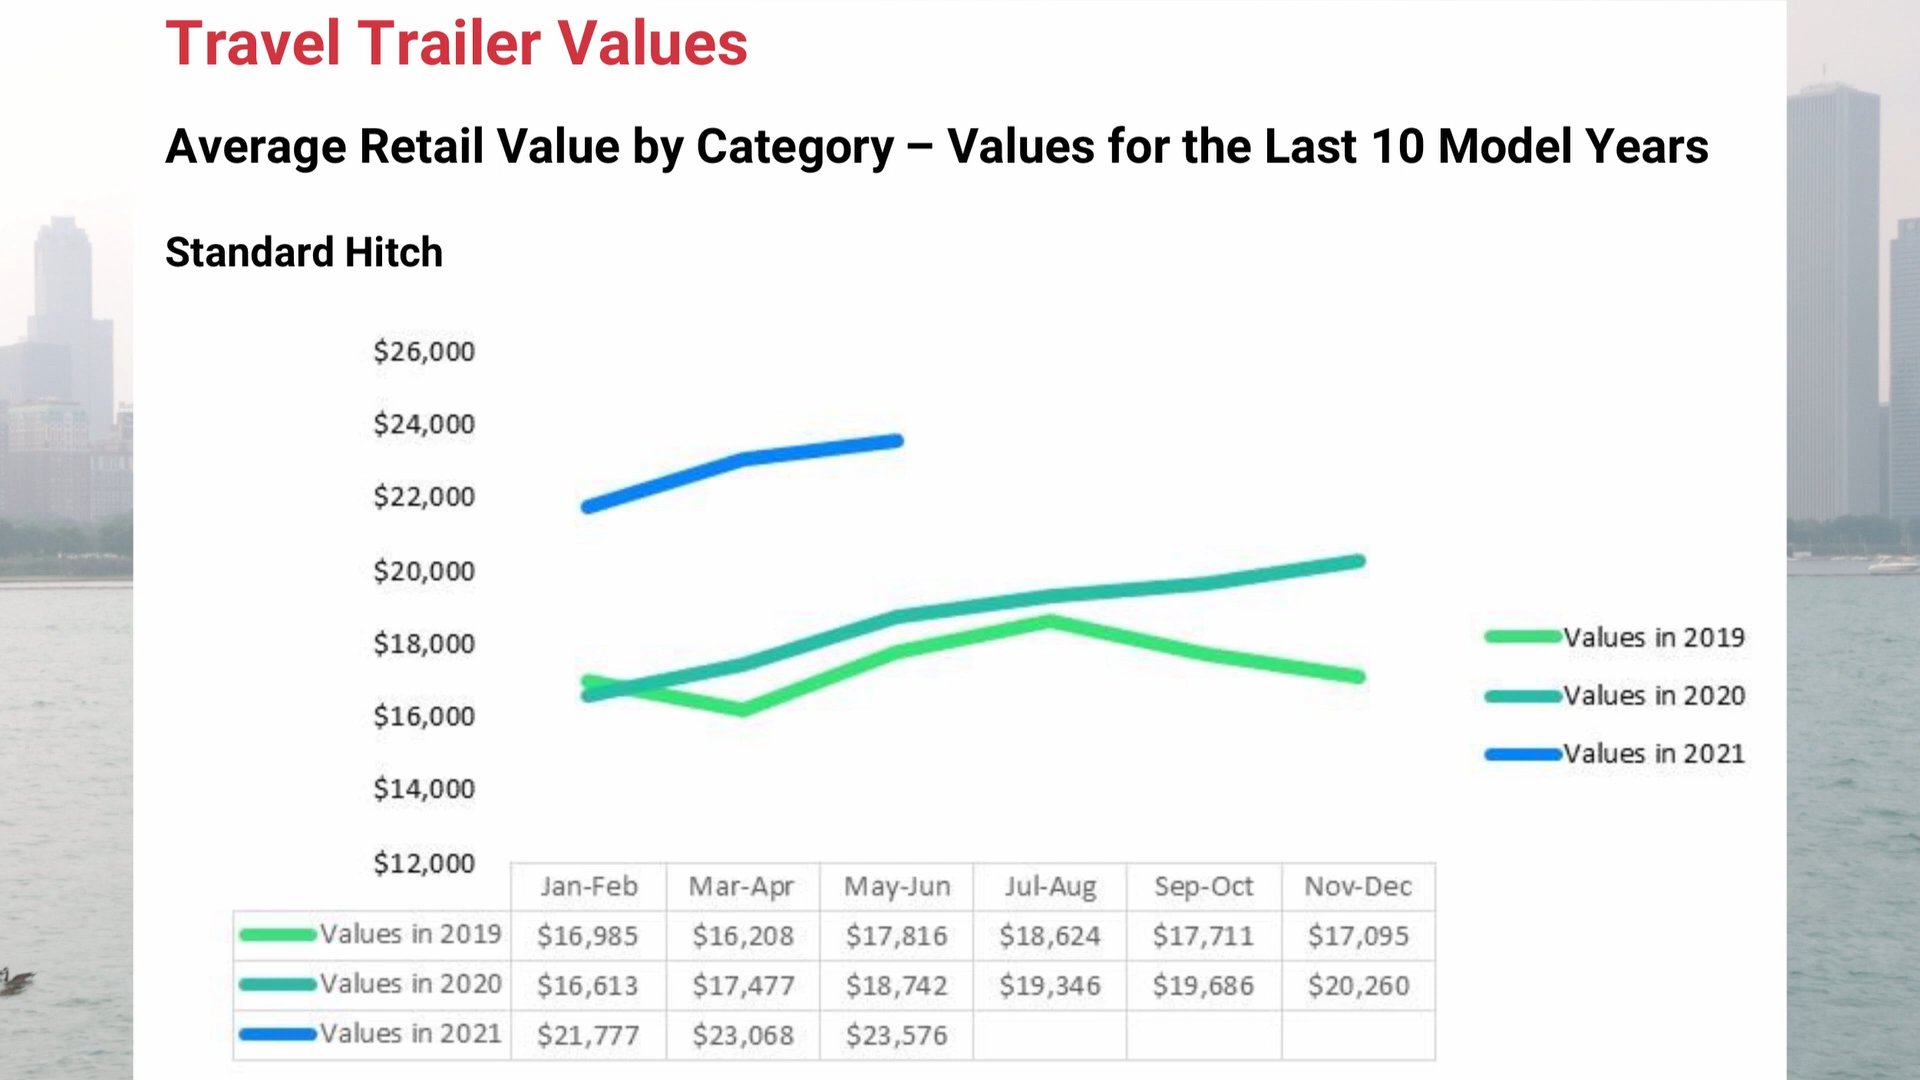 Travel Trailer Values
Average Retail Value by Category – Values for the Last 10 Model Years
Standard Hitch
$26,000
$24,000
$22,000
$20,000
$18,000
$16,000
$14,000
$12,000
Values in 2019
Values in 2020
Values in 2021
Jan-Feb Mar-Apr May-Jun Jul-Aug Sep-Oct Nov-Dec
Values in 2019 $16,985 $16,208 $17,816 $18,624 $17,711 $17,095
Values in 2020 $16,613 $17,477 $18,742 $19,346 $19,686 $20,260
Values in 2021 $21,777 $23,068 $23,576